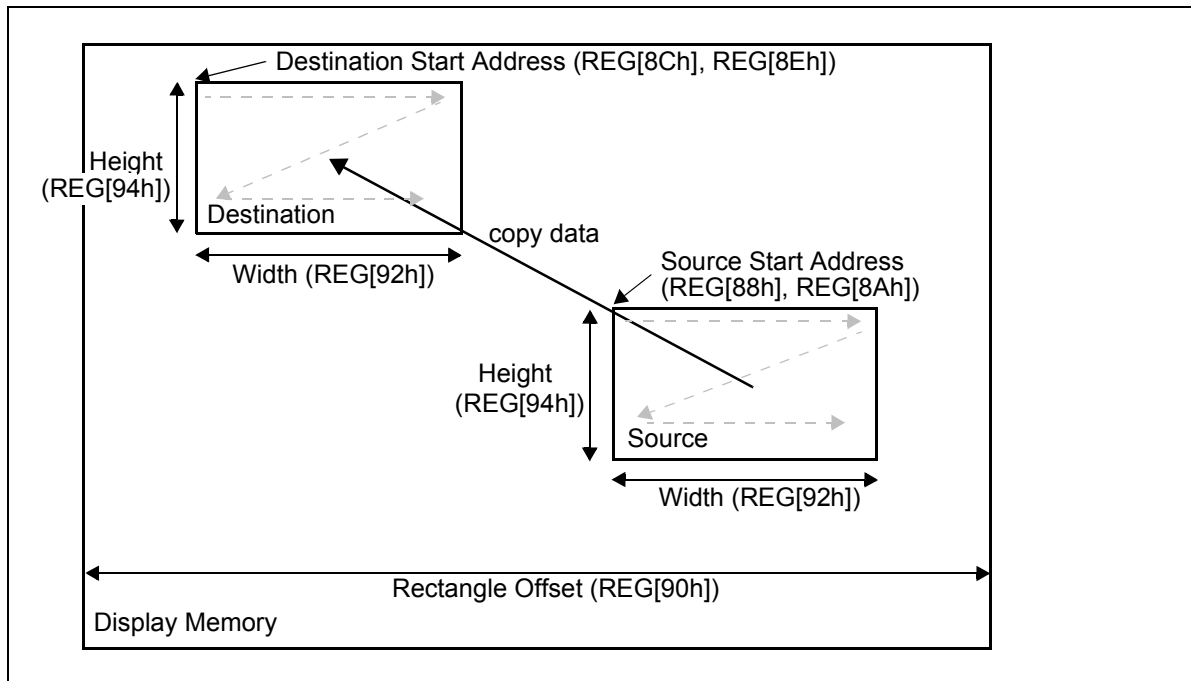 Destination Start Address (REG[8Ch], REG[8Eh])
Height
(REG[94h])
Destination
Width (REG[92h])
copy data
Source Start Address
(REG[88h], REG[8Ah])
Height
(REG[94h])
Source
Width (REG[92h])
Rectangle Offset (REG[90h])
Display Memory